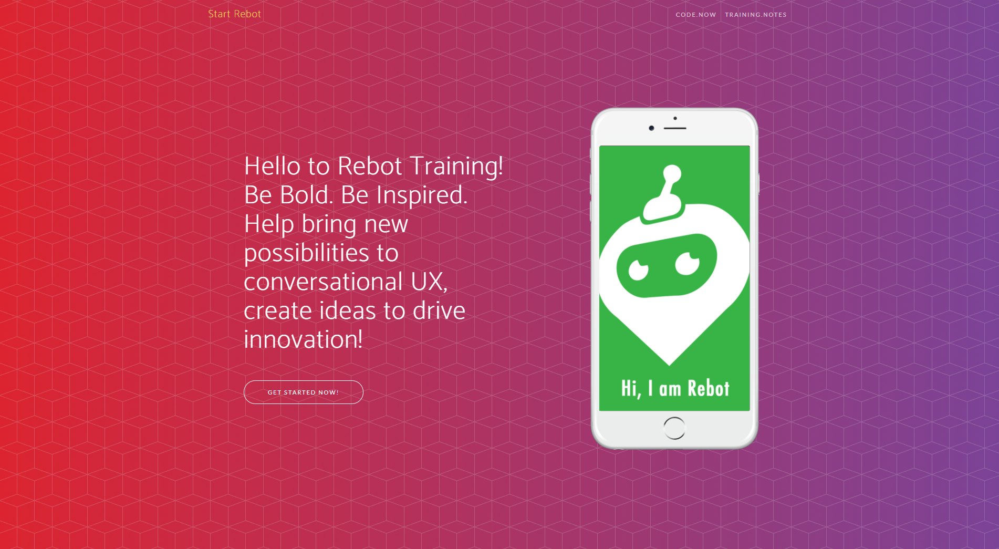 Start Rebot
CODE.NOW
TRAINING.NOTES
Hello to Rebot Training!
Be Bold. Be Inspired.
Help bring new
possibilities to
conversational UX,
create ideas to drive
innovation!
GET STARTED NOW!
Hi, I am Rebot